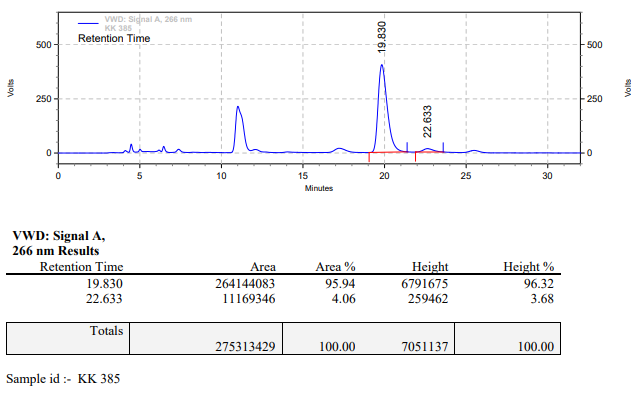 VWD: Signal A, 266 nm
KK 385
Retention Time
19.830
22.633
500
250
0
500
250
0
Volts
Volts
0 5 10 15 20 25 30
Minutes
VWD: Signal A,
266 nm Results
Retention Time Area Area % Height Height %
19.830 264144083 95.94 6791675 96.32
22.633 11169346 4.06 259462 3.68
Totals
275313429 100.00 7051137 100.00
Sample id :- KK 385